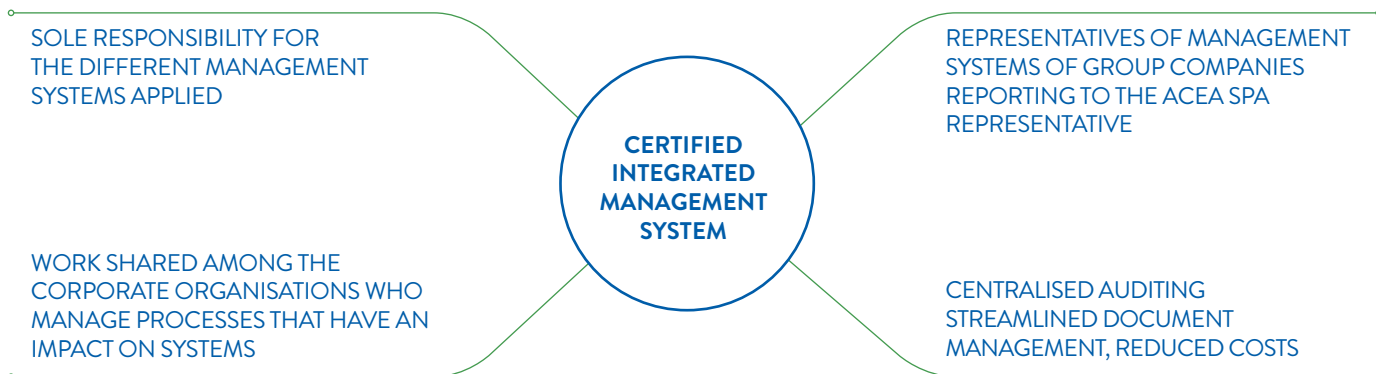 SOLE RESPONSIBILITY FOR
THE DIFFERENT MANAGEMENT
SYSTEMS APPLIED
REPRESENTATIVES OF MANAGEMENT
SYSTEMS OF GROUP COMPANIES
REPORTING TO THE ACEA SPA
REPRESENTATIVE
CERTIFIED
INTEGRATED
MANAGEMENT
SYSTEM
WORK SHARED AMONG THE
CORPORATE ORGANISATIONS WHO
MANAGE PROCESSES THAT HAVE AN
IMPACT ON SYSTEMS
CENTRALISED AUDITING
STREAMLINED DOCUMENT
MANAGEMENT, REDUCED COSTS